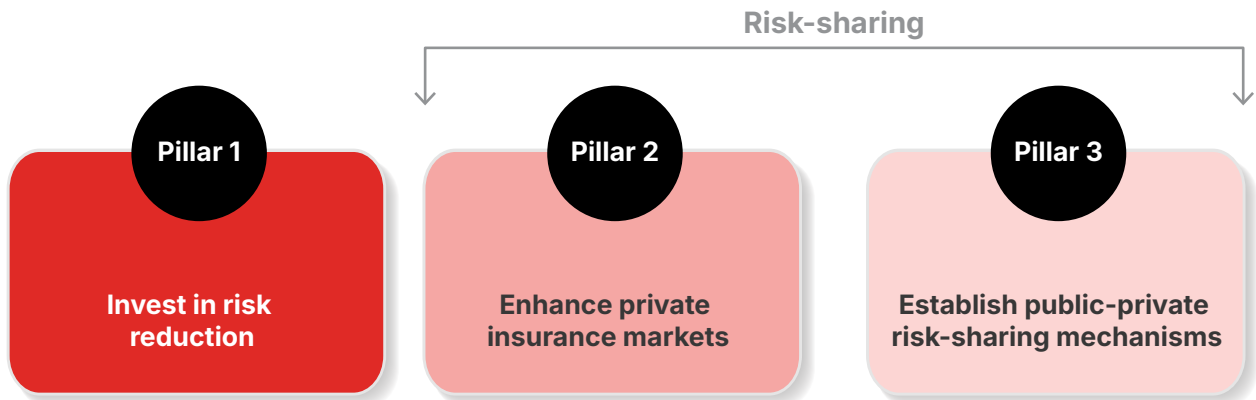 Risk-sharing
Pillar 1
Pillar 2
Pillar 3
Invest in risk
reduction
Enhance private
insurance markets
Establish public-private
risk-sharing mechanisms